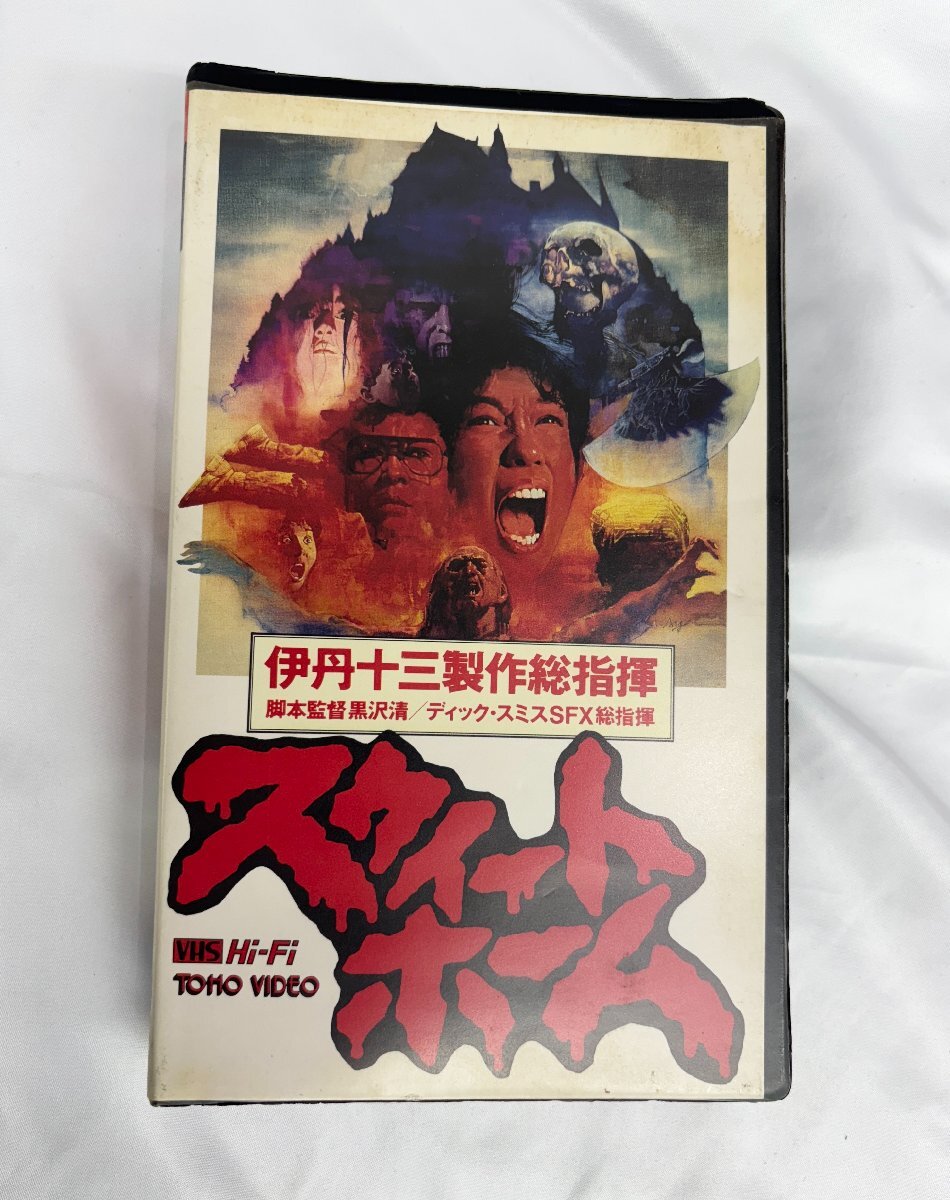 伊丹十三製作総指揮
脚本監督黒沢清／ディック・スミスSFX総指揮
スウィート
ホーム
VHS Hi-Fi
TOHO VIDEO